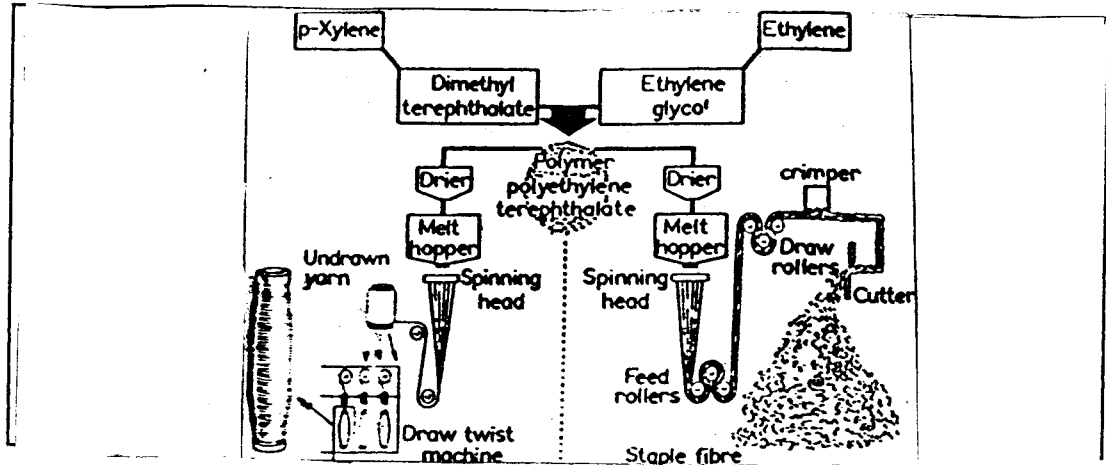 p-Xylene
Ethylene
Dimethyl
terephthalate
Ethylene
glycol
Polymer
polyethylene
terephthalate
Drier
Drier
crimper
Melt
hopper
Melt
hopper
Undrawn
yarn
Spinning
head
Spinning
head
Draw
rollers
Cutter
Feed
rollers
Draw twist
machine
Staple fibre